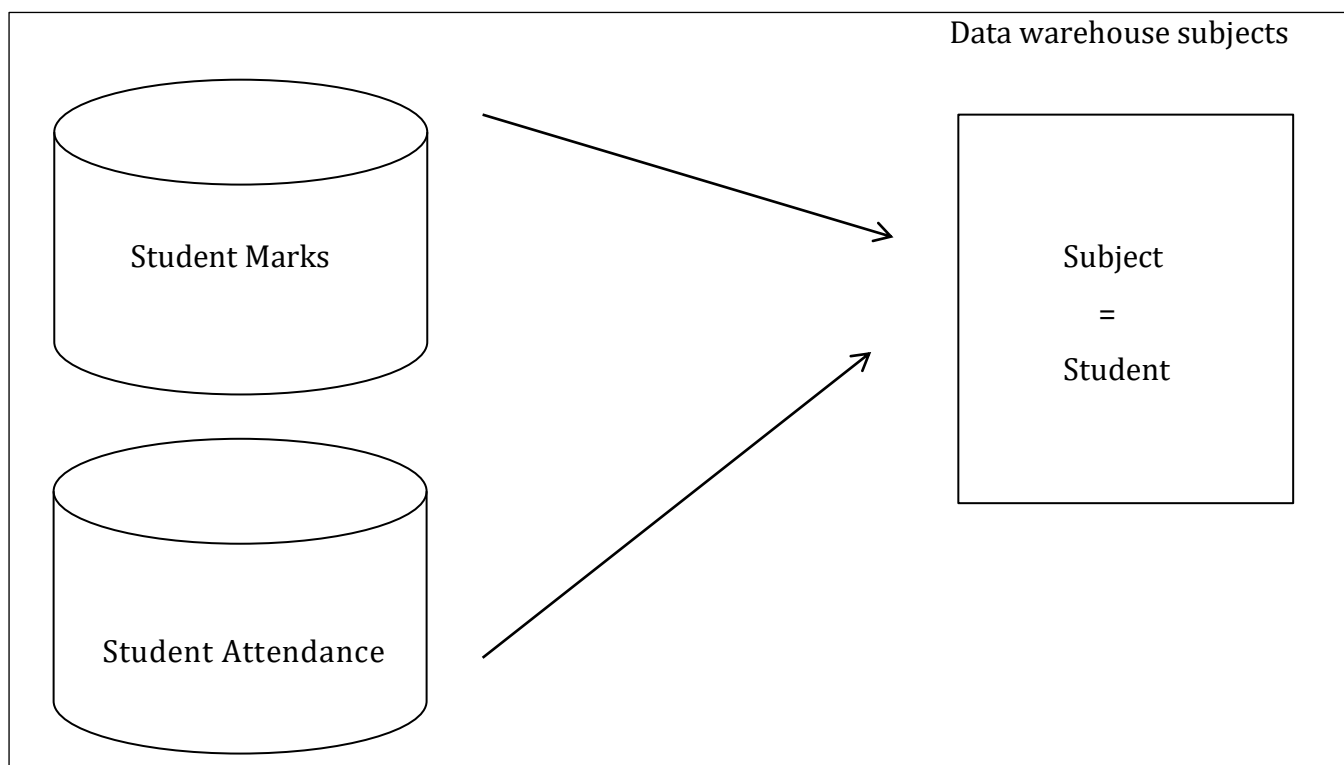 Data warehouse subjects
Student Marks
Subject
=
Student
Student Attendance